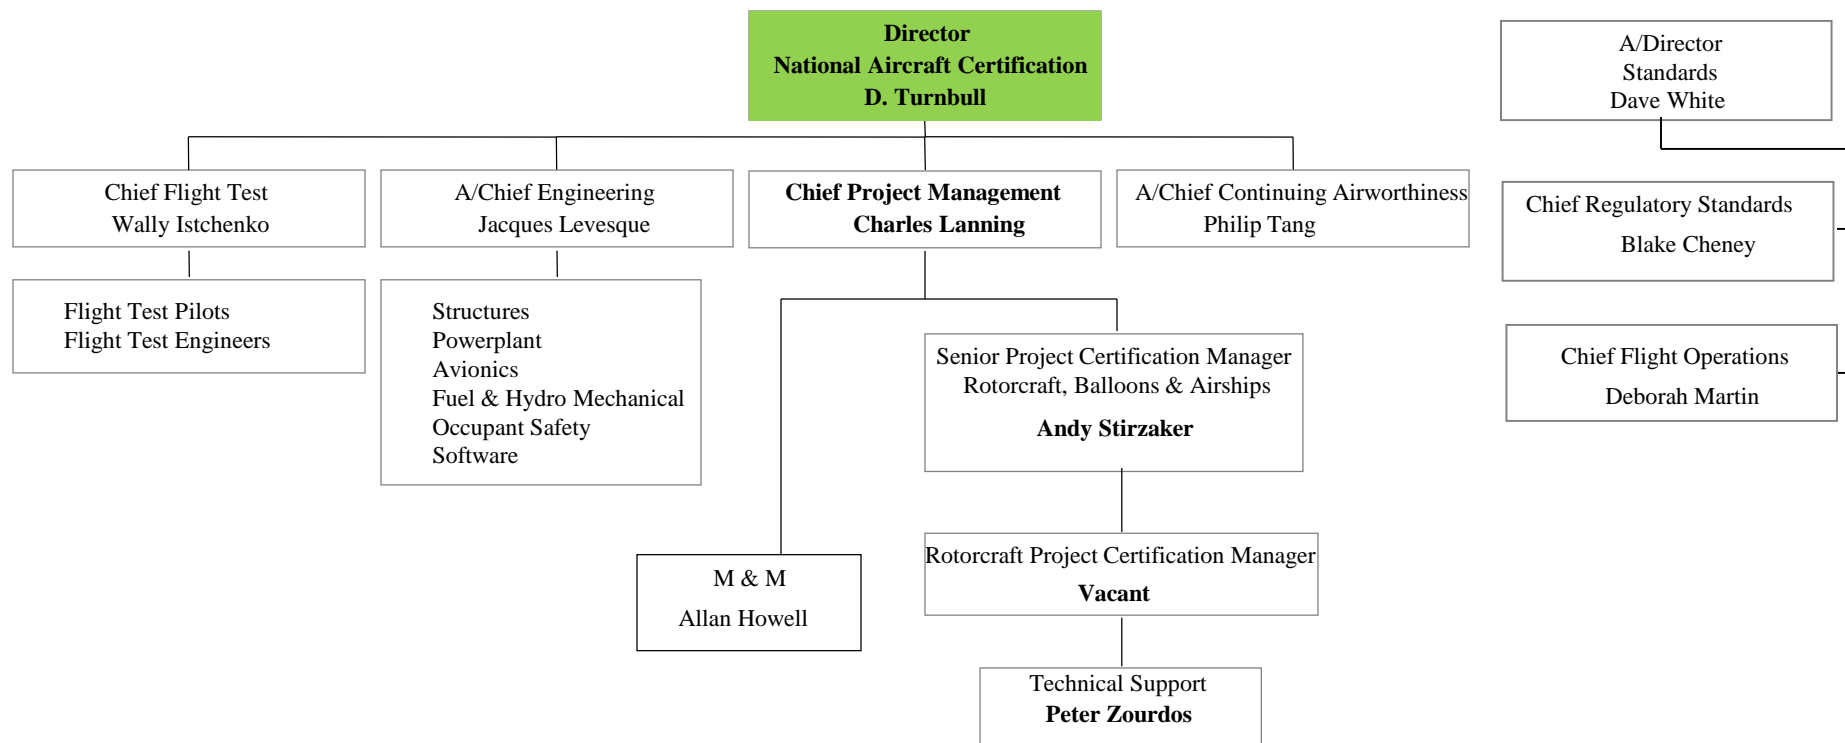 Director
National Aircraft Certification
D. Turnbull
A/Director
Standards
Dave White
Chief Flight Test
Wally Istchenko
A/Chief Engineering
Jacques Levesque
Chief Project Management
Charles Lanning
A/Chief Continuing Airworthiness
Philip Tang
Chief Regulatory Standards
Blake Cheney
Flight Test Pilots
Flight Test Engineers
Structures
Powerplant
Avionics
Fuel & Hydro Mechanical
Occupant Safety
Software
Senior Project Certification Manager
Rotorcraft, Balloons & Airships
Andy Stirzaker
Chief Flight Operations
Deborah Martin
M & M
Allan Howell
Rotorcraft Project Certification Manager
Vacant
Technical Support
Peter Zourdos